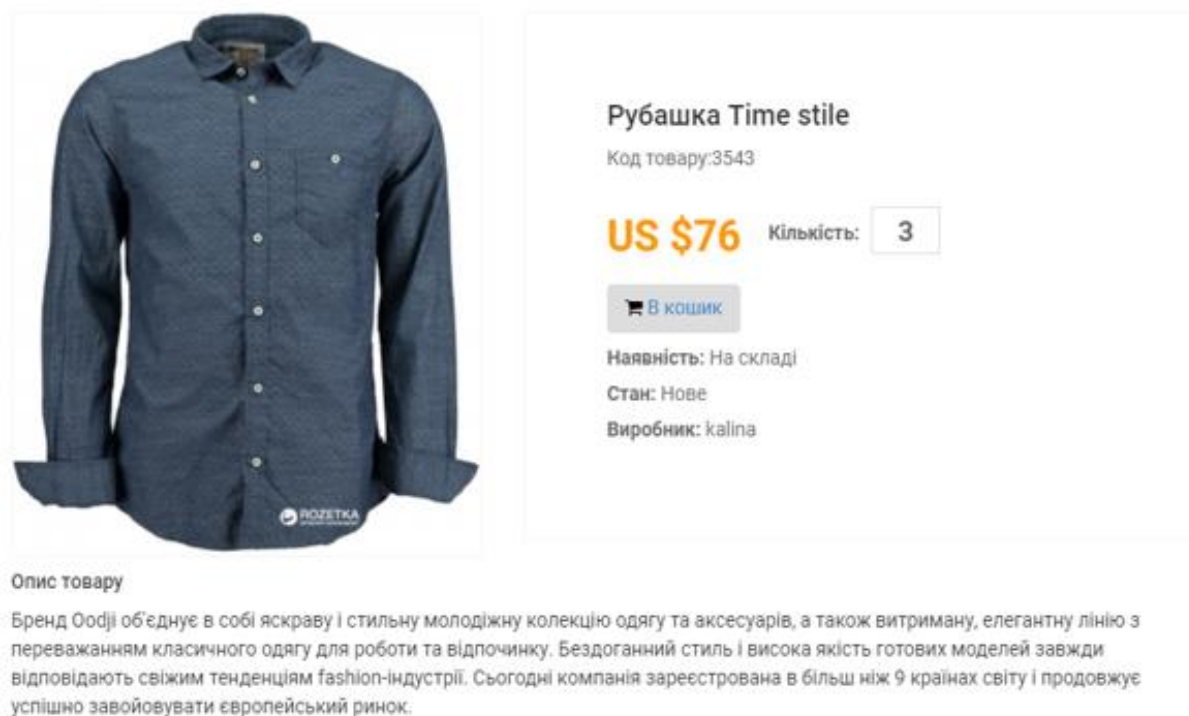 Рубашка Time stile
Код товару:3543
US $76 Кількість: 3
В кошик
Наявність: На складі
Стан: Нове
Виробник: kalina
ROZETKA
Опис товару
Бренд Oodji об'єднує в собі яскраву і стильну молодіжну колекцію одягу та аксесуарів, а також витриману, елегантну лінію з
переважанням класичного одягу для роботи та відпочинку. Бездоганний стиль і висока якість готових моделей завжди
відповідають свіжим тенденціям fashion-індустрії. Сьогодні компанія зареєстрована в більш ніж 9 країнах світу і продовжує
успішно завойовувати європейський ринок.